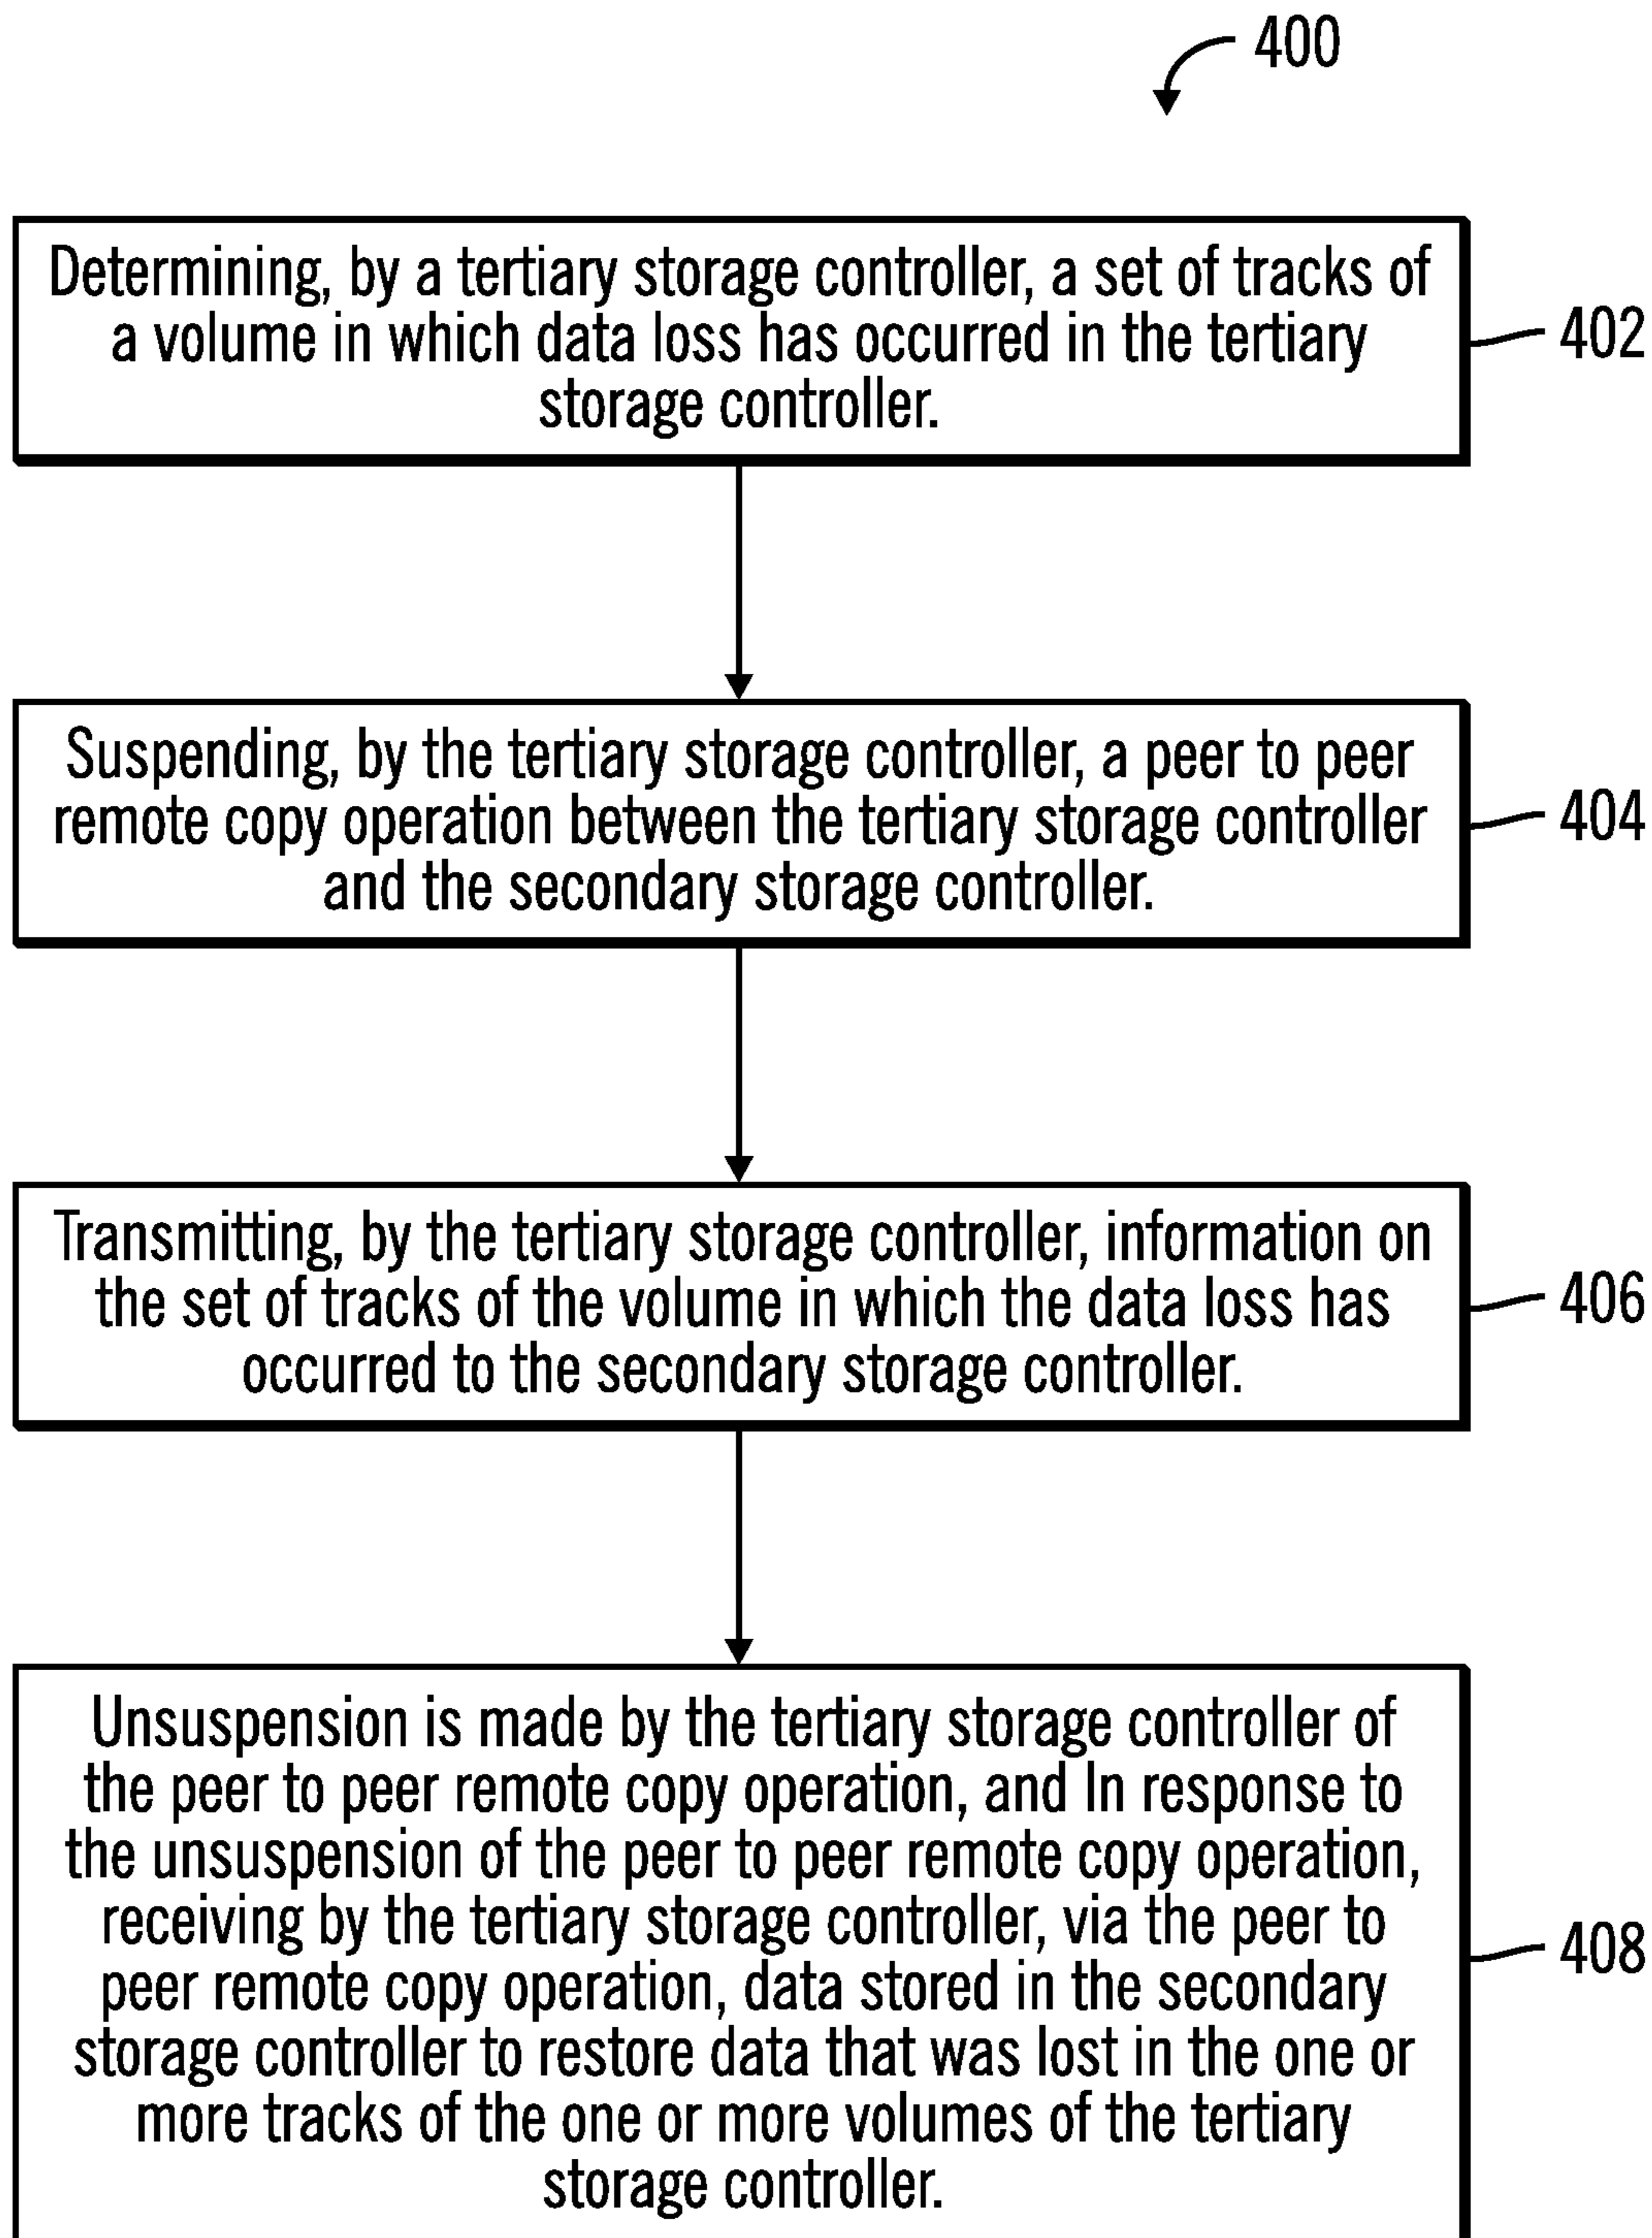 400
Determining, by a tertiary storage controller, a set of tracks of
a volume in which data loss has occurred in the tertiary
storage controller.
402
Suspending, by the tertiary storage controller, a peer to peer
remote copy operation between the tertiary storage controller
and the secondary storage controller.
404
Transmitting, by the tertiary storage controller, information on
the set of tracks of the volume in which the data loss has
occurred to the secondary storage controller.
406
Unsuspension is made by the tertiary storage controller of
the peer to peer remote copy operation, and In response to
the unsuspension of the peer to peer remote copy operation,
receiving by the tertiary storage controller, via the peer to
peer remote copy operation, data stored in the secondary
storage controller to restore data that was lost in the one or
more tracks of the one or more volumes of the tertiary
storage controller.
408